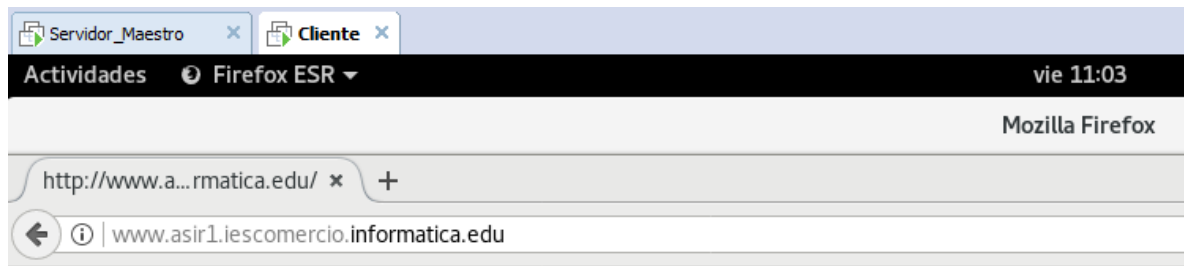 Servidor_Maestro Cliente
Actividades Firefox ESR vie 11:03
Mozilla Firefox
http://www.a...rmatica.edu/
www.asir1.iescomercio.informatica.edu